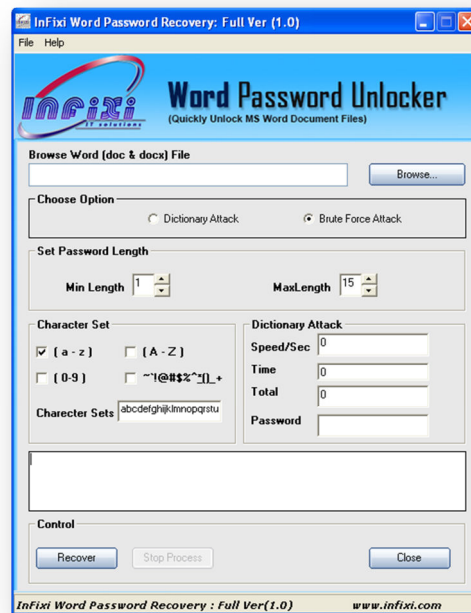 InFixi Word Password Recovery: Full Ver (1.0)
File Help
INFIXI
IT solutions
Word Password Unlocker
(Quickly Unlock MS Word Document Files)
Browse Word (doc & docx) File
Browse...
Choose Option
Dictionary Attack
Brute Force Attack
Set Password Length
Min Length 1
MaxLength 15
Character Set
( a - z ) ( A - Z )
( 0-9 ) ~`!@#$%^*()_+
Charecter Sets abcdefghijklmnopqrstu
Dictionary Attack
Speed/Sec 0
Time 0
Total 0
Password
Control
Recover Stop Process Close
InFixi Word Password Recovery : Full Ver(1.0) www.infixi.com